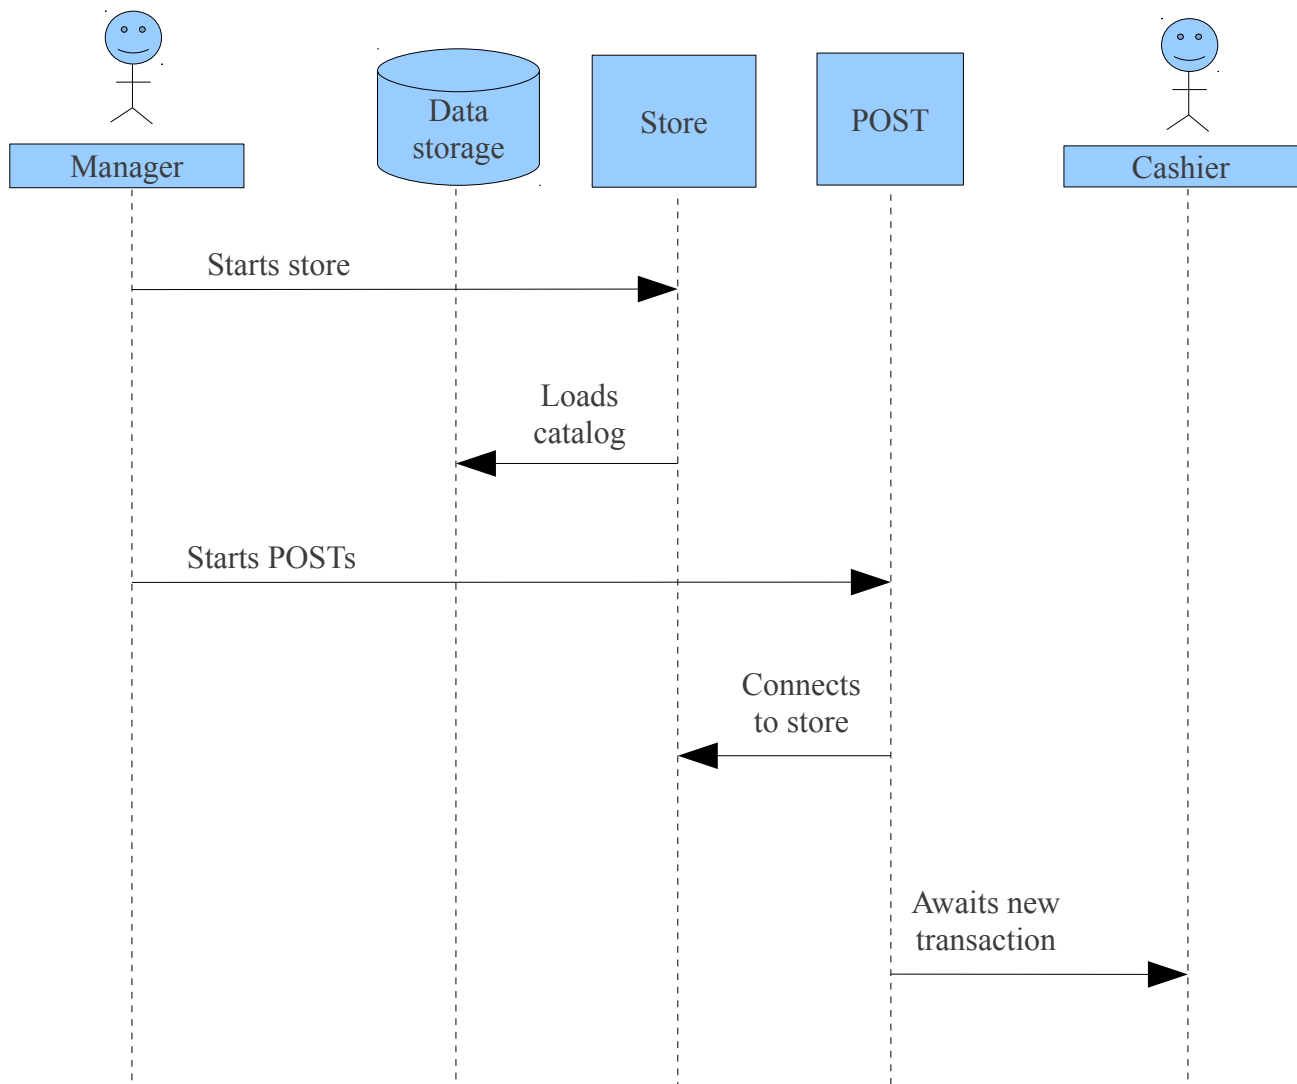 Manager
Data
storage
Store
POST
Cashier
Starts store
Loads
catalog
Starts POSTs
Connects
to store
Awaits new
transaction